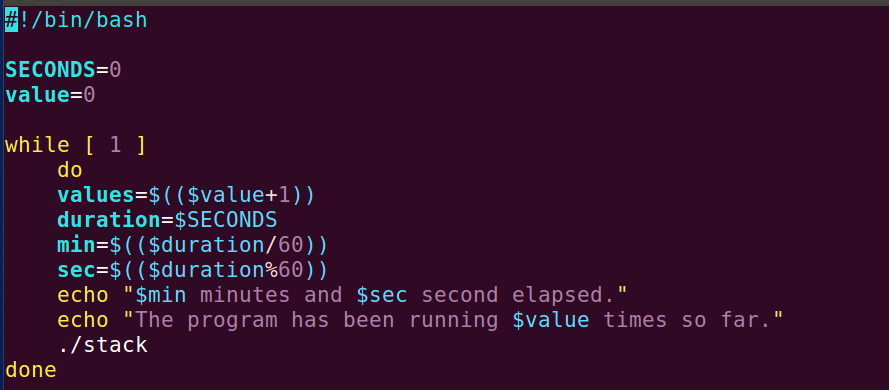 #!/bin/bash
SECONDS=0
value=0
while [ 1 ]
do
values=$(($value+1))
duration=$SECONDS
min=$(($duration/60))
sec=$(($duration%60))
echo "$min minutes and $sec second elapsed."
echo "The program has been running $value times so far."
./stack
done